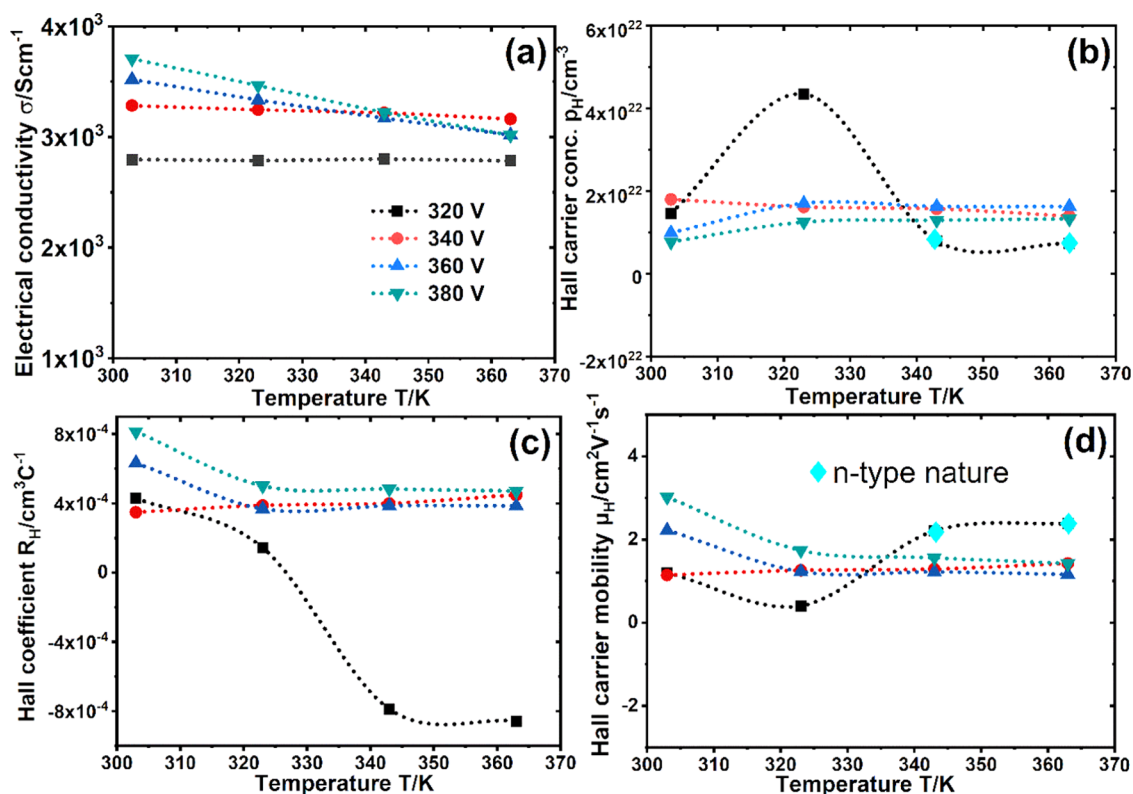 (a)
Electrical conductivity σ/Scm⁻¹
4x10³
3x10³
2x10³
1x10³
320 V
340 V
360 V
380 V
300 310 320 330 340 350 360 370
Temperature T/K
(b)
Hall carrier conc. pH/cm⁻³
6x10²²
4x10²²
2x10²²
0
-2x10²²
300 310 320 330 340 350 360 370
Temperature T/K
(c)
Hall coefficient RH/cm³C⁻¹
8x10⁻⁴
4x10⁻⁴
0
-4x10⁻⁴
-8x10⁻⁴
300 310 320 330 340 350 360 370
Temperature T/K
(d)
Hall carrier mobility μH/cm²V⁻¹s⁻¹
4
2
0
-2
n-type nature
300 310 320 330 340 350 360 370
Temperature T/K